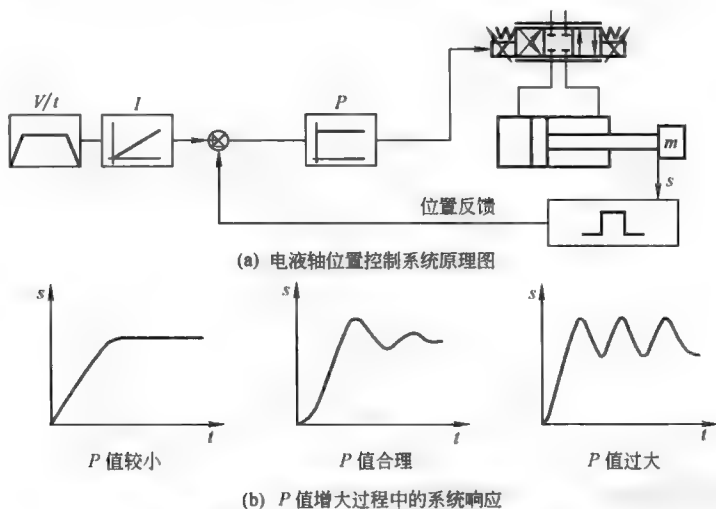 V/t
I
P
m
s
位置反馈
(a) 电液轴位置控制系统原理图
s
s
s
t
t
t
P 值较小
P 值合理
P 值过大
(b) P 值增大过程中的系统响应